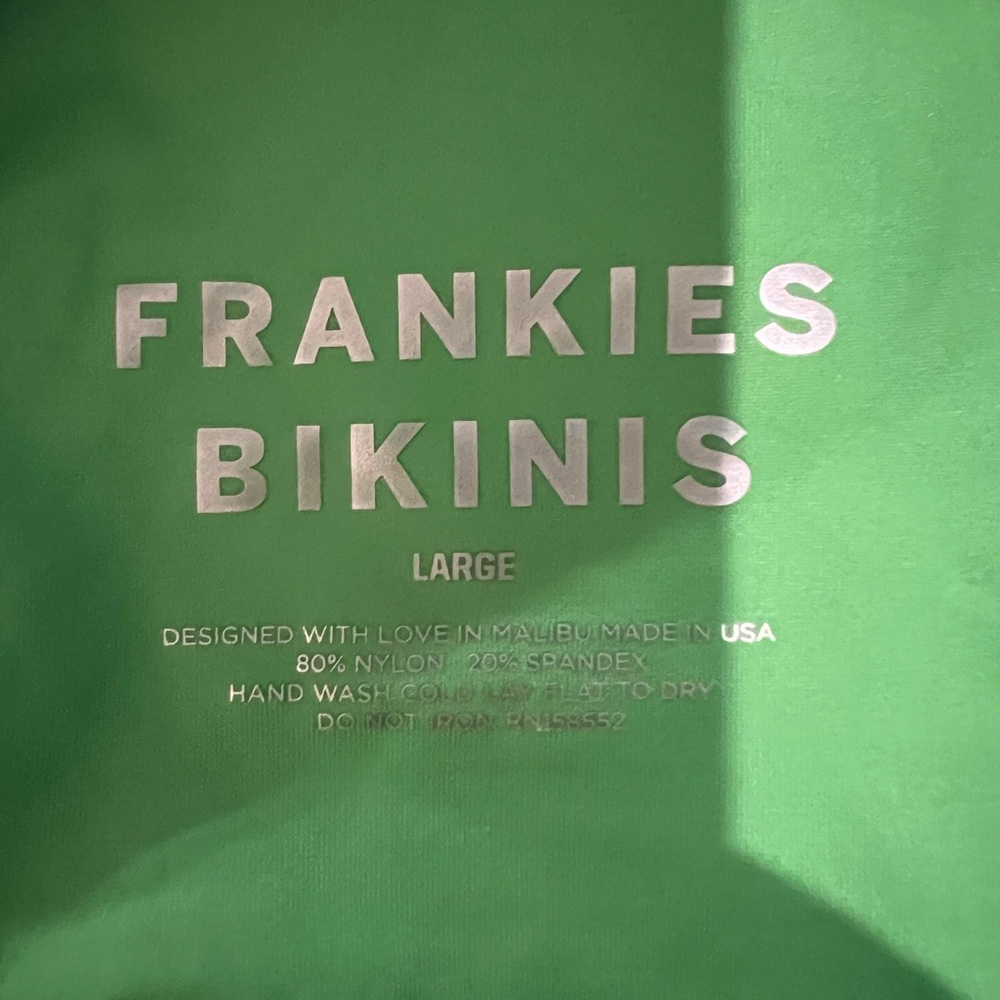 FRANKIES
BIKINIS
LARGE
DESIGNED WITH LOVE IN MALIBU MADE IN USA
80% NYLON 20% SPANDEX
HAND WASH COLD LAY FLAT TO DRY
DO NOT IRON